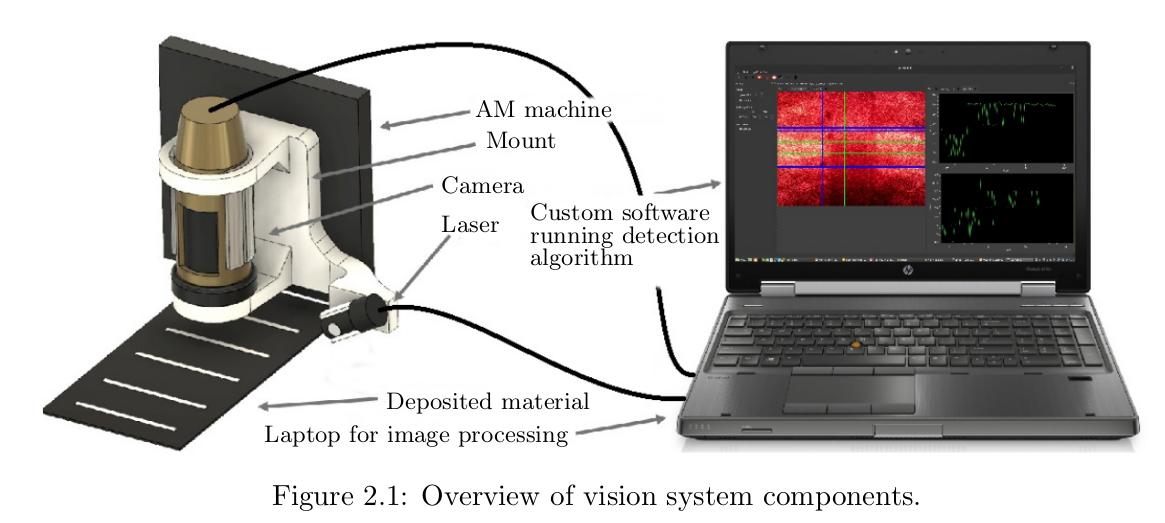 AM machine
Mount
Camera
Laser
Custom software
running detection
algorithm
hp
Deposited material
Laptop for image processing
Figure 2.1: Overview of vision system components.